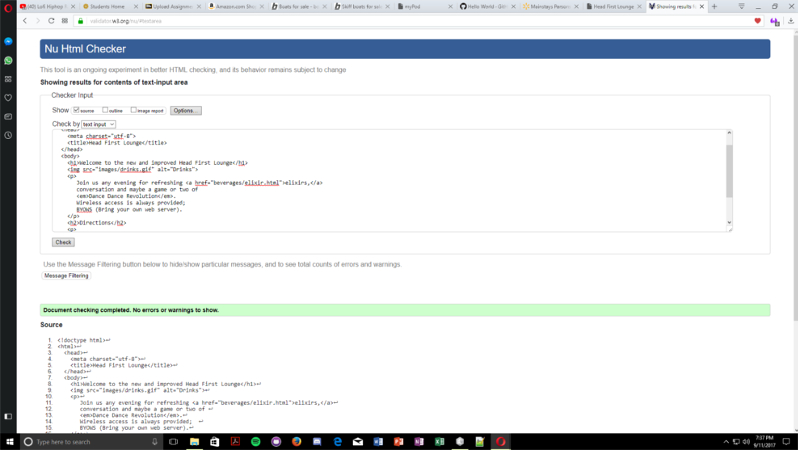 (40) Lofi HipHop
Students Home
Upload Assignment
Amazon.com
Boats for sale
Skiff boats for sale
myPod
Hello World
Head First Lounge
Showing results
validator.w3.org/nu/#textarea
Nu Html Checker
This tool is an ongoing experiment in better HTML checking, and its behavior remains subject to change
Showing results for contents of text-input area
Checker Input
Show source outline image report Options...
Check by text input
<head>
<meta charset="utf-8">
<title>Head First Lounge</title>
</head>
<body>
<h1>Welcome to the new and improved Head First Lounge</h1>
<img src="images/drinks.gif" alt="Drinks">
<p>
Join us any evening for refreshing <a href="beverages/elixir.html">elixirs,</a>
conversation and maybe a game or two of
<em>Dance Dance Revolution</em>.
Wireless access is always provided;
BYOWS (Bring your own web server).
</p>
<h2>Directions</h2>
<p>
Check
Use the Message Filtering button below to hide/show particular messages, and to see total counts of errors and warnings.
Message Filtering
Document checking completed. No errors or warnings to show.
Source
1. <!doctype html>↩
2. <html>↩
3. <head>↩
4. <meta charset="utf-8">↩
5. <title>Head First Lounge</title>↩
6. </head>↩
7. <body>↩
8. <h1>Welcome to the new and improved Head First Lounge</h1>↩
9. <img src="images/drinks.gif" alt="Drinks">↩
10. <p>↩
11. Join us any evening for refreshing <a href="beverages/elixir.html">elixirs,</a>↩
12. conversation and maybe a game or two of ↩
13. <em>Dance Dance Revolution</em>.↩
14. Wireless access is always provided; ↩
15. BYOWS (Bring your own web server).↩
Type here to search
7:37 PM
9/11/2017